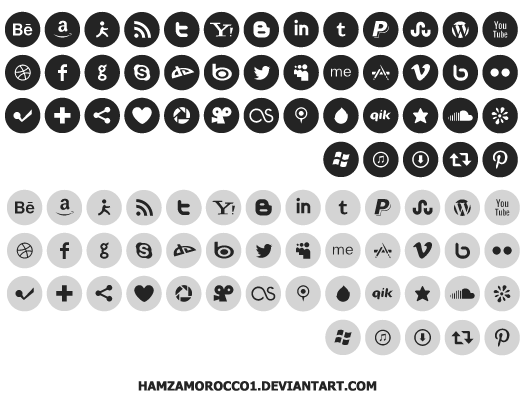 Bē a t Y! B in t P W You Tube
f g S b me B
qik
Bē a t Y! B in t P W You Tube
f g S b me B
qik
HAMZAMOROCCO1.DEVIANTART.COM